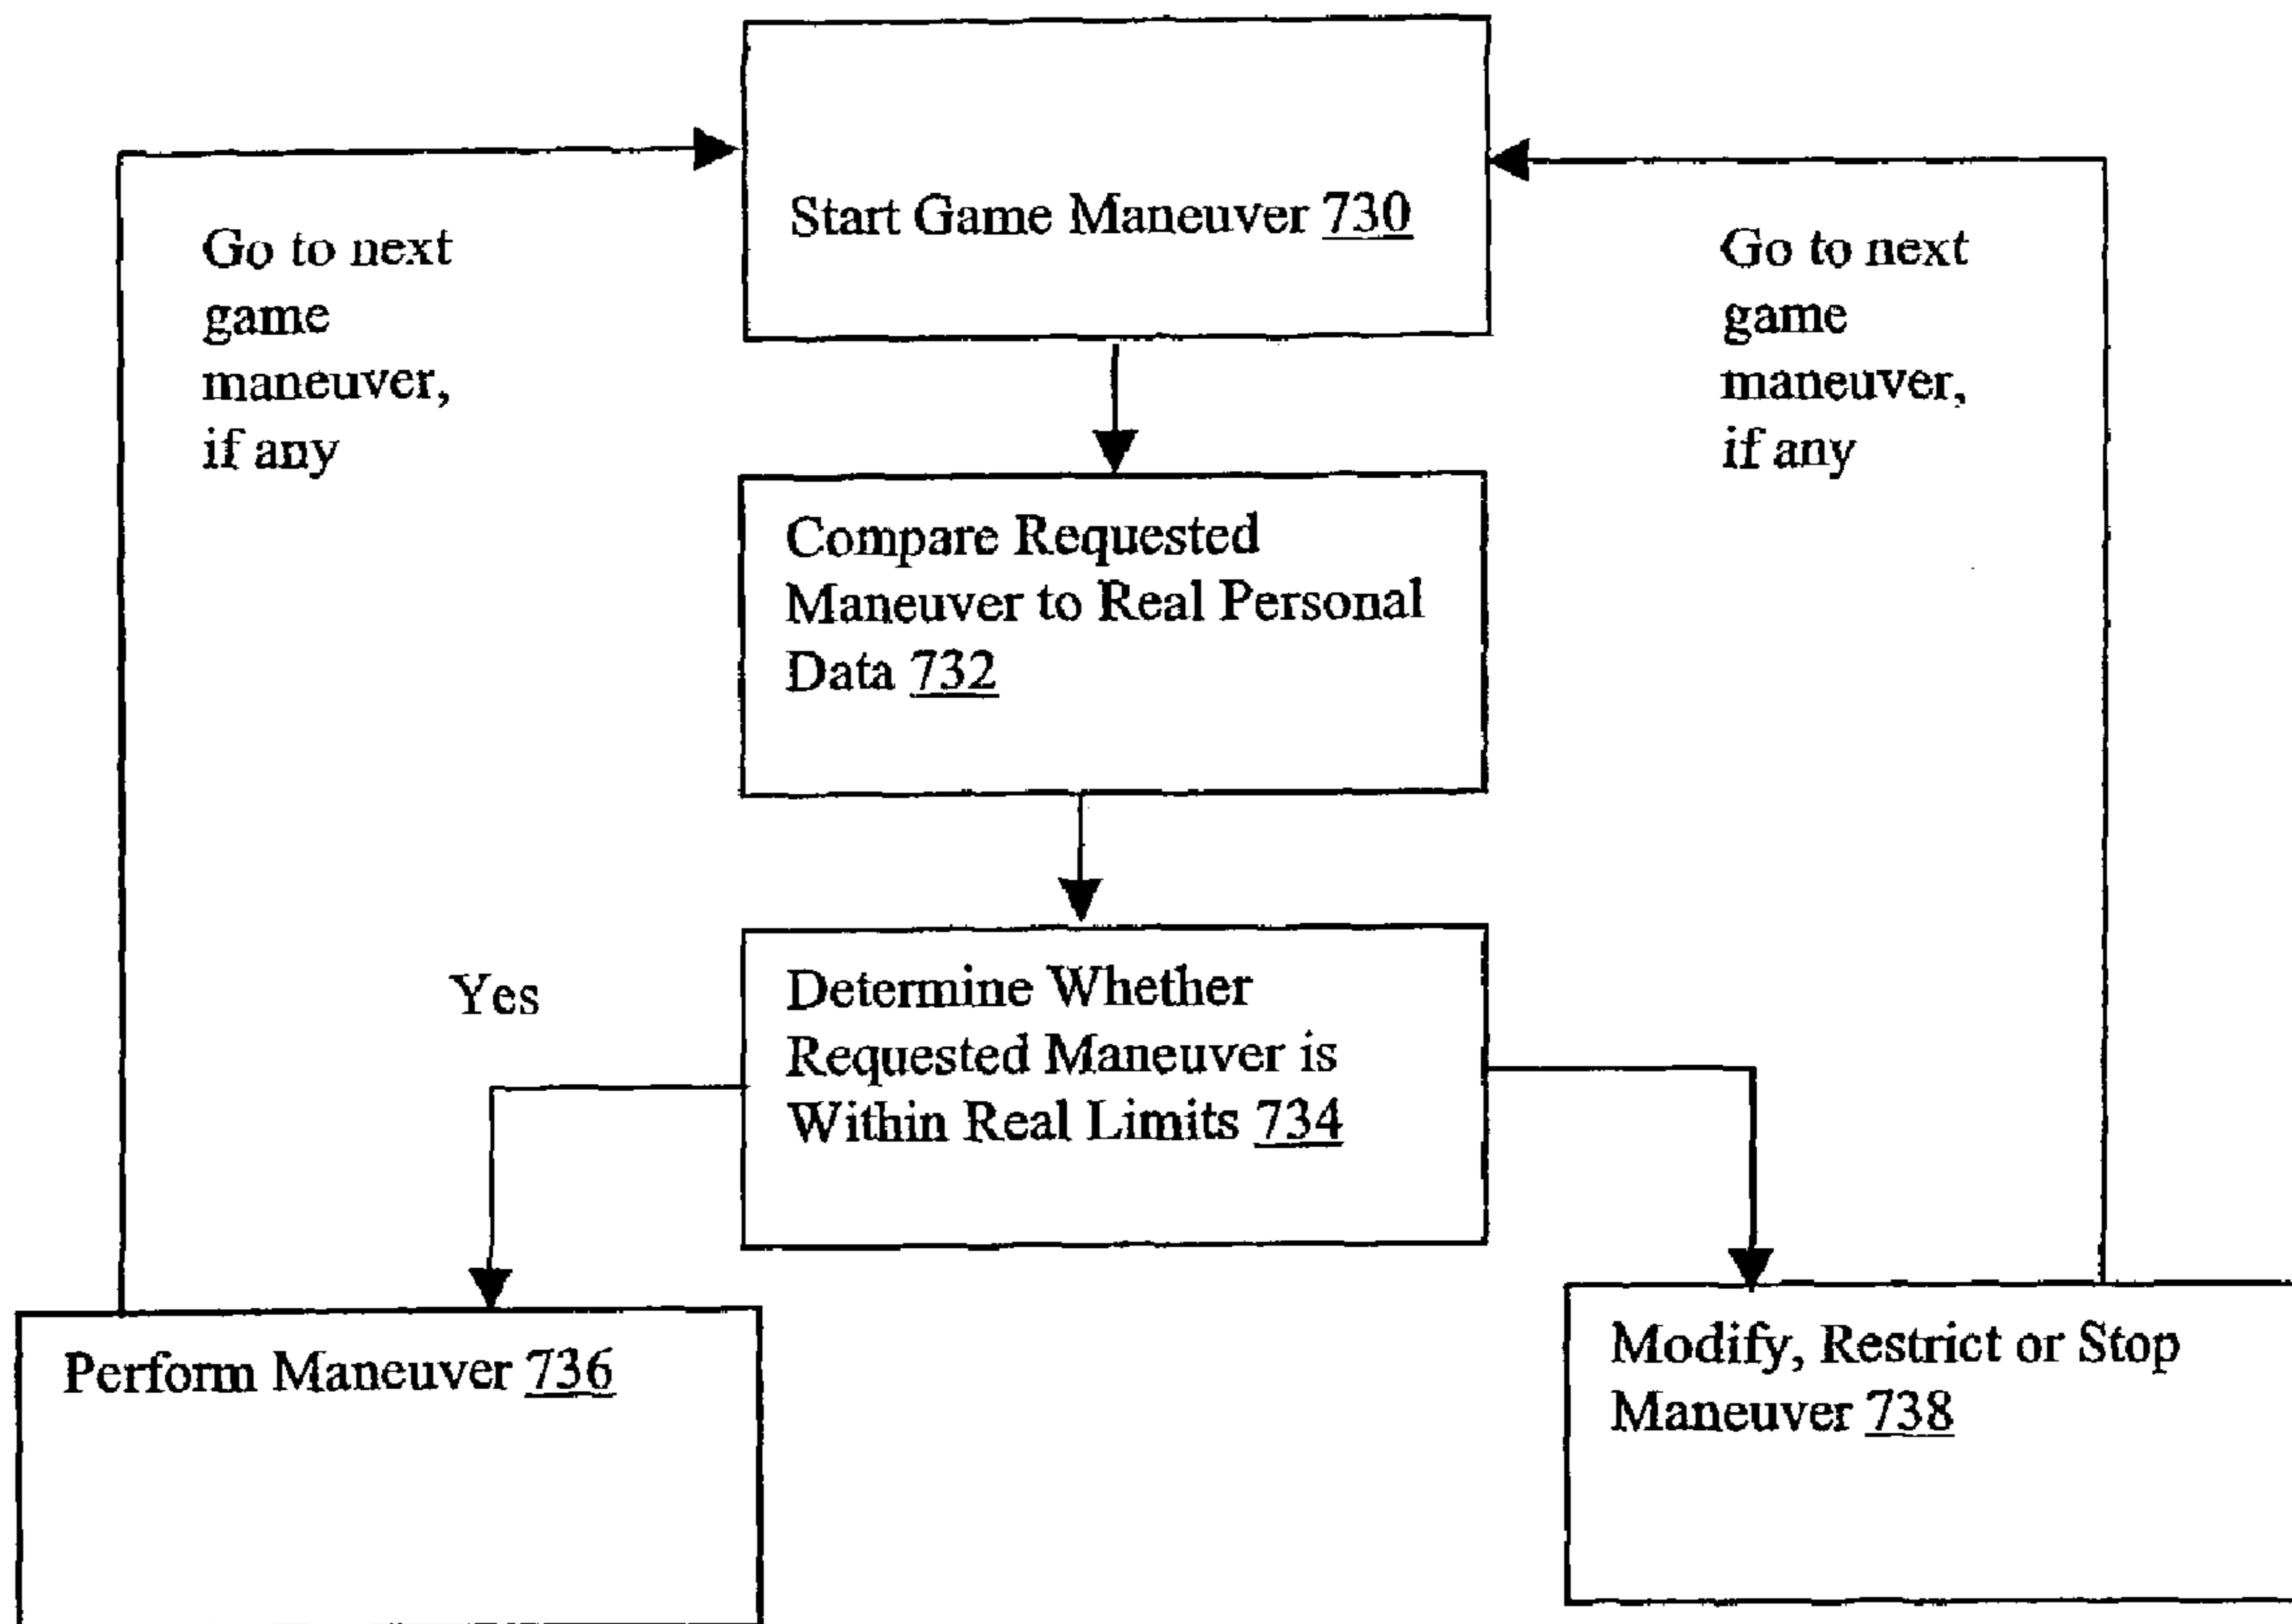 Start Game Maneuver 730
Go to next
game
maneuver,
if any
Go to next
game
maneuver,
if any
Compare Requested
Maneuver to Real Personal
Data 732
Yes
Determine Whether
Requested Maneuver is
Within Real Limits 734
Perform Maneuver 736
Modify, Restrict or Stop
Maneuver 738